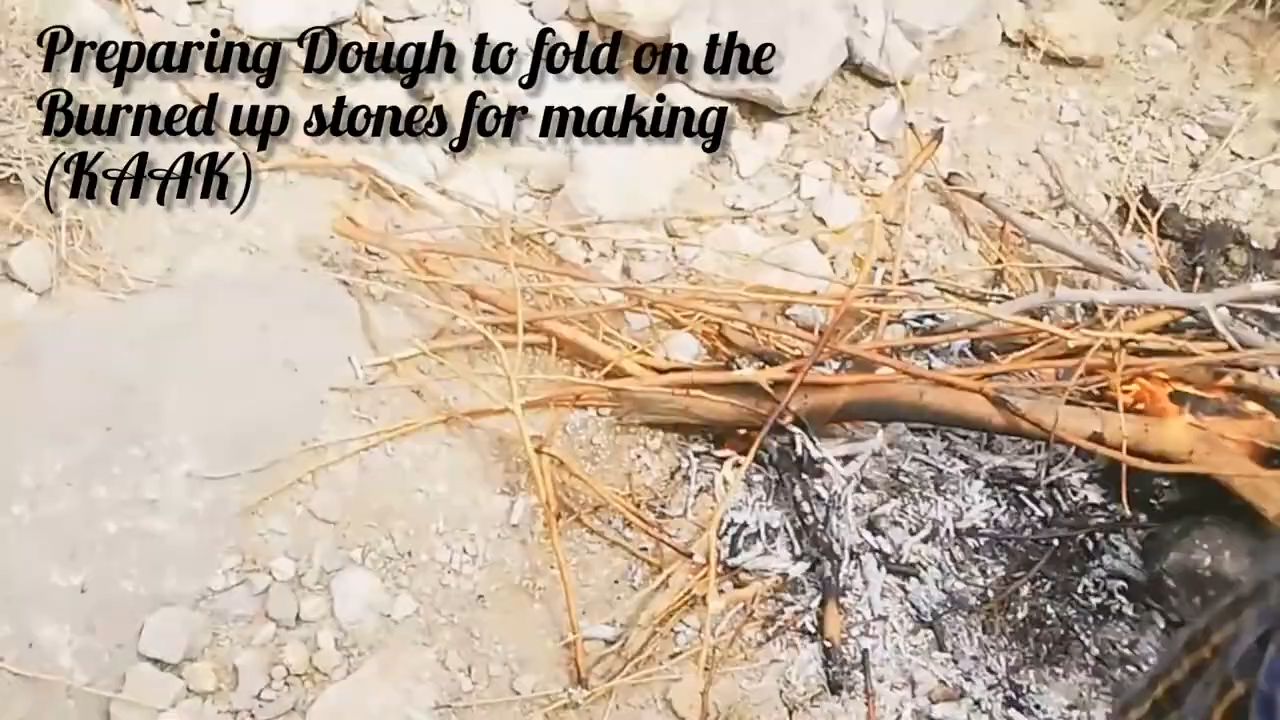 Preparing Dough to fold on the
Burned up stones for making
(KAAK)